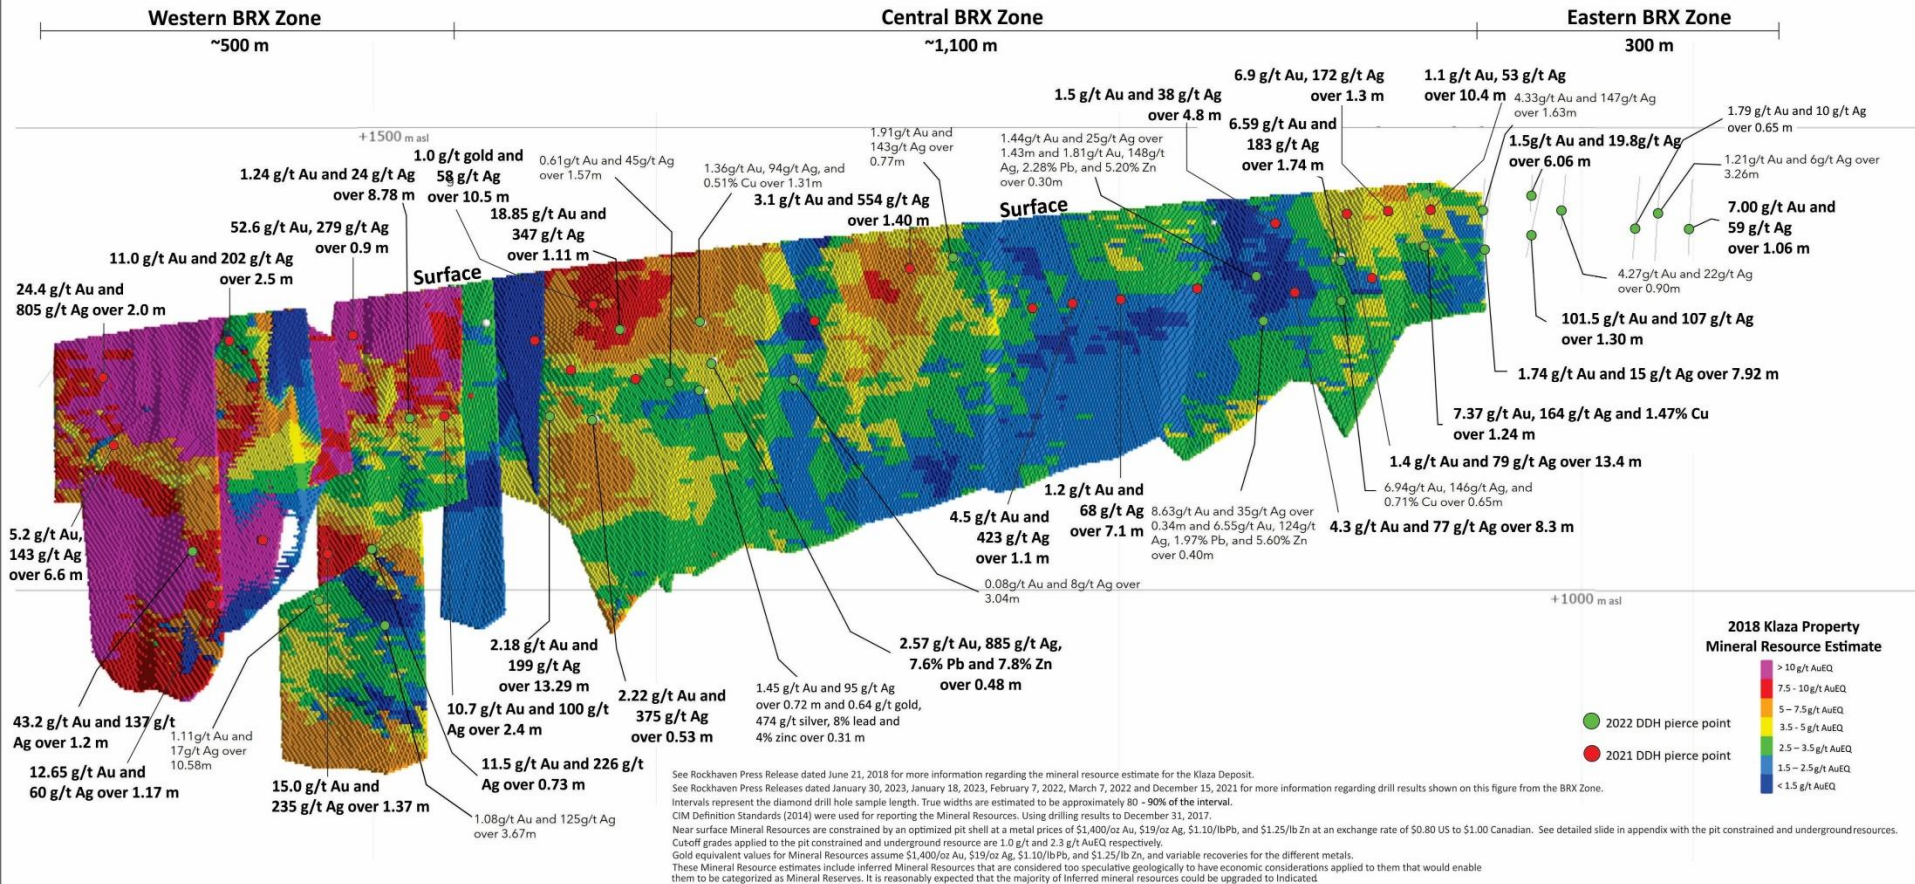 Western BRX Zone
~500 m
Central BRX Zone
~1,100 m
Eastern BRX Zone
300 m
+1500 m asl
24.4 g/t Au and
805 g/t Ag over 2.0 m
11.0 g/t Au and 202 g/t Ag
over 2.5 m
52.6 g/t Au, 279 g/t Ag
over 0.9 m
1.24 g/t Au and 24 g/t Ag
over 8.78 m
1.0 g/t gold and
58 g/t Ag
over 10.5 m
Surface
18.85 g/t Au and
347 g/t Ag
over 1.11 m
0.61g/t Au and 45g/t Ag
over 1.57m
1.36g/t Au, 94g/t Ag, and
0.51% Cu over 1.31m
3.1 g/t Au and 554 g/t Ag
over 1.40 m
1.91g/t Au and
143g/t Ag over
0.77m
Surface
1.44g/t Au and 25g/t Ag over
1.43m and 1.81g/t Au, 148g/t
Ag, 2.28% Pb, and 5.20% Zn
over 0.30m
1.5 g/t Au and 38 g/t Ag
over 4.8 m
6.59 g/t Au and
183 g/t Ag
over 1.74 m
6.9 g/t Au, 172 g/t Ag
over 1.3 m
1.1 g/t Au, 53 g/t Ag
over 10.4 m
4.33g/t Au and 147g/t Ag
over 1.63m
1.5g/t Au and 19.8g/t Ag
over 6.06 m
1.79 g/t Au and 10 g/t Ag
over 0.65 m
1.21g/t Au and 6g/t Ag over
3.26m
7.00 g/t Au and
59 g/t Ag
over 1.06 m
4.27g/t Au and 22g/t Ag
over 0.90m
101.5 g/t Au and 107 g/t Ag
over 1.30 m
1.74 g/t Au and 15 g/t Ag over 7.92 m
7.37 g/t Au, 164 g/t Ag and 1.47% Cu
over 1.24 m
1.4 g/t Au and 79 g/t Ag over 13.4 m
6.94g/t Au, 146g/t Ag, and
0.71% Cu over 0.65m
4.3 g/t Au and 77 g/t Ag over 8.3 m
8.63g/t Au and 35g/t Ag over
0.34m and 6.55g/t Au, 124g/t
Ag, 1.97% Pb, and 5.60% Zn
over 0.40m
1.2 g/t Au and
68 g/t Ag
over 7.1 m
4.5 g/t Au and
423 g/t Ag
over 1.1 m
0.08g/t Au and 8g/t Ag over
3.04m
+1000 m asl
5.2 g/t Au,
143 g/t Ag
over 6.6 m
43.2 g/t Au and 137 g/t
Ag over 1.2 m
12.65 g/t Au and
60 g/t Ag over 1.17 m
1.11g/t Au and
17g/t Ag over
10.58m
15.0 g/t Au and
235 g/t Ag over 1.37 m
1.08g/t Au and 125g/t Ag
over 3.67m
11.5 g/t Au and 226 g/t
Ag over 0.73 m
10.7 g/t Au and 100 g/t
Ag over 2.4 m
2.18 g/t Au and
199 g/t Ag
over 13.29 m
2.22 g/t Au and
375 g/t Ag
over 0.53 m
1.45 g/t Au and 95 g/t Ag
over 0.72 m and 0.64 g/t gold,
474 g/t silver, 8% lead and
4% zinc over 0.31 m
2.57 g/t Au, 885 g/t Ag,
7.6% Pb and 7.8% Zn
over 0.48 m
2022 DDH pierce point
2021 DDH pierce point
2018 Klaza Property
Mineral Resource Estimate
> 10 g/t AuEQ
7.5 - 10 g/t AuEQ
5 – 7.5 g/t AuEQ
3.5 - 5 g/t AuEQ
2.5 – 3.5 g/t AuEQ
1.5 – 2.5 g/t AuEQ
< 1.5 g/t AuEQ
See Rockhaven Press Release dated June 21, 2018 for more information regarding the mineral resource estimate for the Klaza Deposit.
See Rockhaven Press Releases dated January 30, 2023, January 18, 2023, February 7, 2022, March 7, 2022 and December 15, 2021 for more information regarding drill results shown on this figure from the BRX Zone.
Intervals represent the diamond drill hole sample length. True widths are estimated to be approximately 80 - 90% of the interval.
CIM Definition Standards (2014) were used for reporting the Mineral Resources. Using drilling results to December 31, 2017.
Near surface Mineral Resources are constrained by an optimized pit shell at a metal prices of $1,400/oz Au, $19/oz Ag, $1.10/lbPb, and $1.25/lb Zn at an exchange rate of $0.80 US to $1.00 Canadian. See detailed slide in appendix with the pit constrained and underground resources.
Cut-off grades applied to the pit constrained and underground resource are 1.0 g/t and 2.3 g/t AuEQ respectively.
Gold equivalent values for Mineral Resources assume $1,400/oz Au, $19/oz Ag, $1.10/lbPb, and $1.25/lb Zn, and variable recoveries for the different metals.
These Mineral Resource estimates include inferred Mineral Resources that are considered too speculative geologically to have economic considerations applied to them that would enable
them to be categorized as Mineral Reserves. It is reasonably expected that the majority of Inferred mineral resources could be upgraded to Indicated.